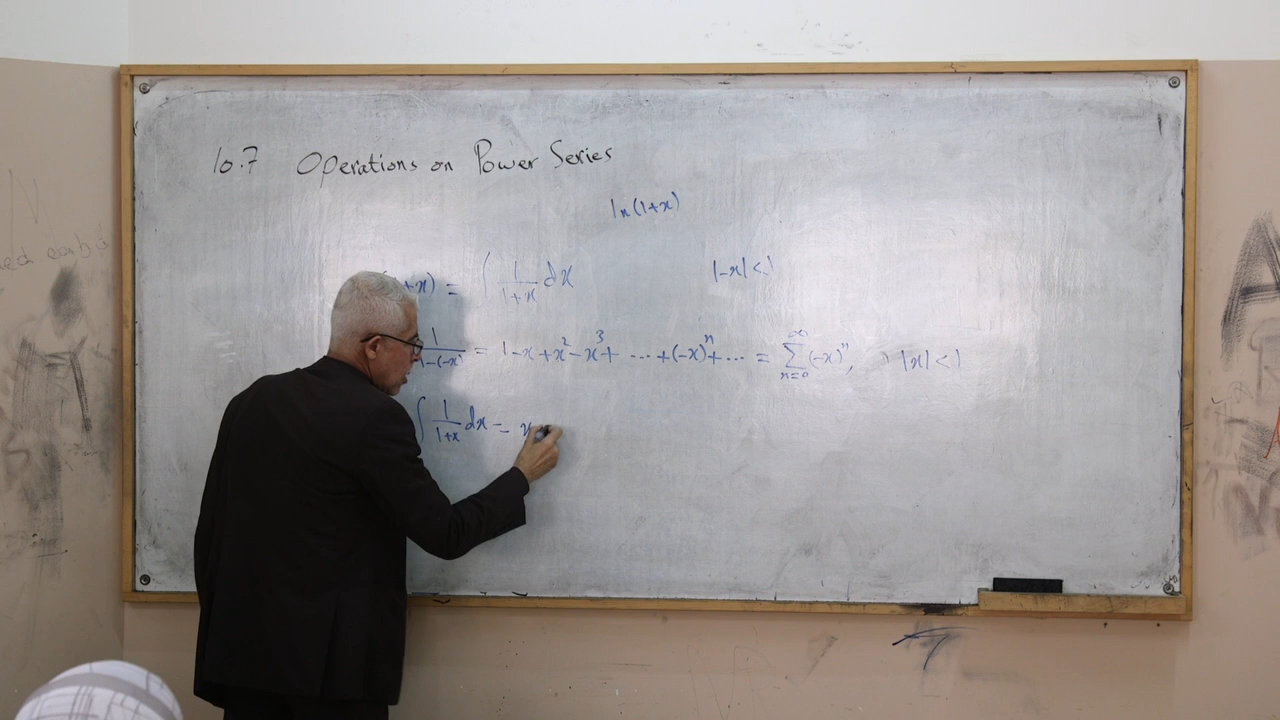 10.7 Operations on Power Series
ln(1+x)
+x) = ∫ 1/(1+x) dx |-x|<1
1/(1-(-x)) = 1-x+x²-x³+ ⋯ +(-x)ⁿ+ ⋯ = ∑_{n=0}^{∞} (-x)ⁿ, |x|<1
∫ 1/(1+x) dx = x